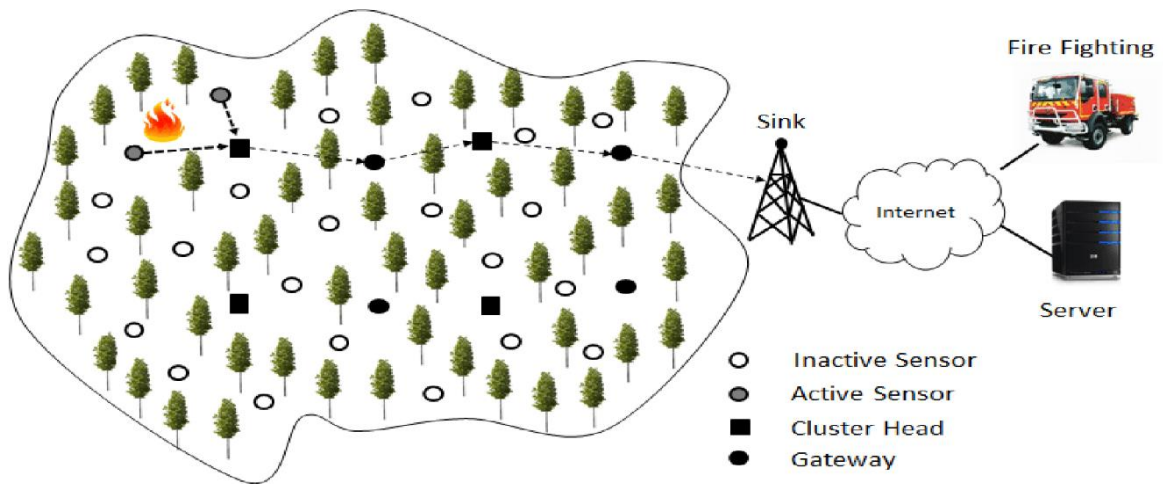 Fire Fighting
Sink
Internet
Server
Inactive Sensor
Active Sensor
Cluster Head
Gateway